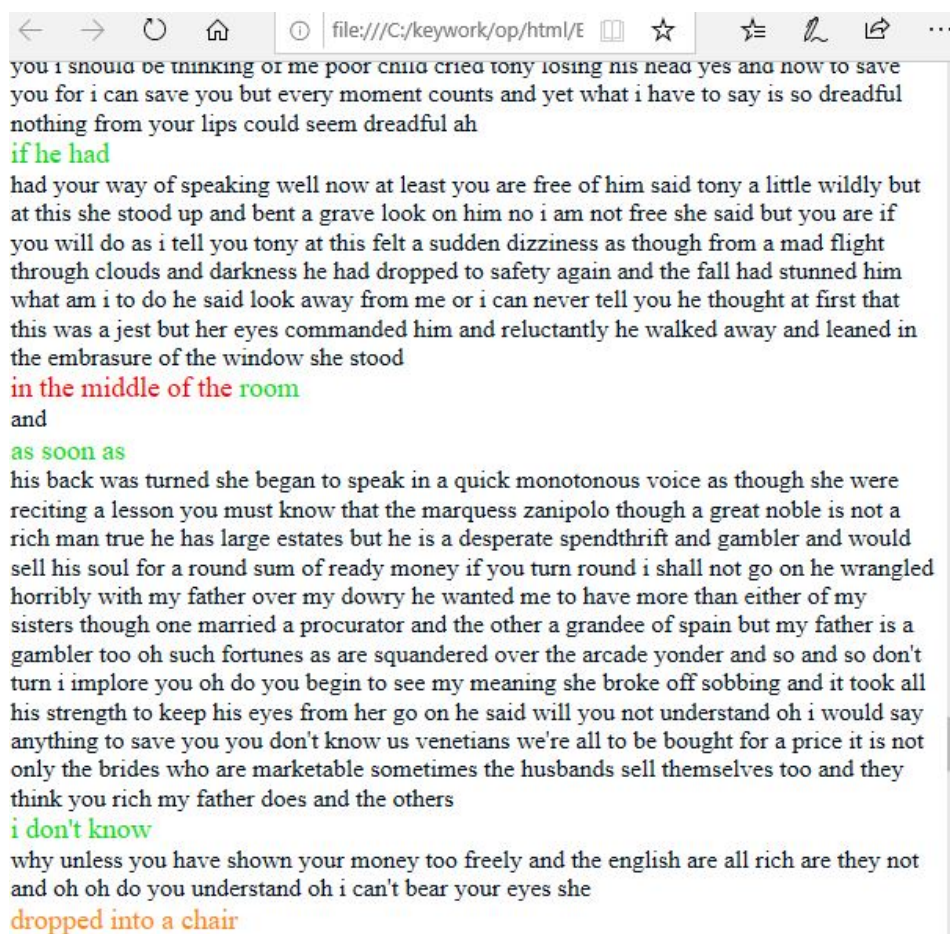 file:///C:/keywork/op/html/E
you i should be thinking of me poor child cried tony losing his head yes and how to save
you for i can save you but every moment counts and yet what i have to say is so dreadful
nothing from your lips could seem dreadful ah
if he had
had your way of speaking well now at least you are free of him said tony a little wildly but
at this she stood up and bent a grave look on him no i am not free she said but you are if
you will do as i tell you tony at this felt a sudden dizziness as though from a mad flight
through clouds and darkness he had dropped to safety again and the fall had stunned him
what am i to do he said look away from me or i can never tell you he thought at first that
this was a jest but her eyes commanded him and reluctantly he walked away and leaned in
the embrasure of the window she stood
in the middle of the room
and
as soon as
his back was turned she began to speak in a quick monotonous voice as though she were
reciting a lesson you must know that the marquess zanipolo though a great noble is not a
rich man true he has large estates but he is a desperate spendthrift and gambler and would
sell his soul for a round sum of ready money if you turn round i shall not go on he wrangled
horribly with my father over my dowry he wanted me to have more than either of my
sisters though one married a procurator and the other a grandee of spain but my father is a
gambler too oh such fortunes as are squandered over the arcade yonder and so and so don't
turn i implore you oh do you begin to see my meaning she broke off sobbing and it took all
his strength to keep his eyes from her go on he said will you not understand oh i would say
anything to save you you don't know us venetians we're all to be bought for a price it is not
only the brides who are marketable sometimes the husbands sell themselves too and they
think you rich my father does and the others
i don't know
why unless you have shown your money too freely and the english are all rich are they not
and oh oh do you understand oh i can't bear your eyes she
dropped into a chair